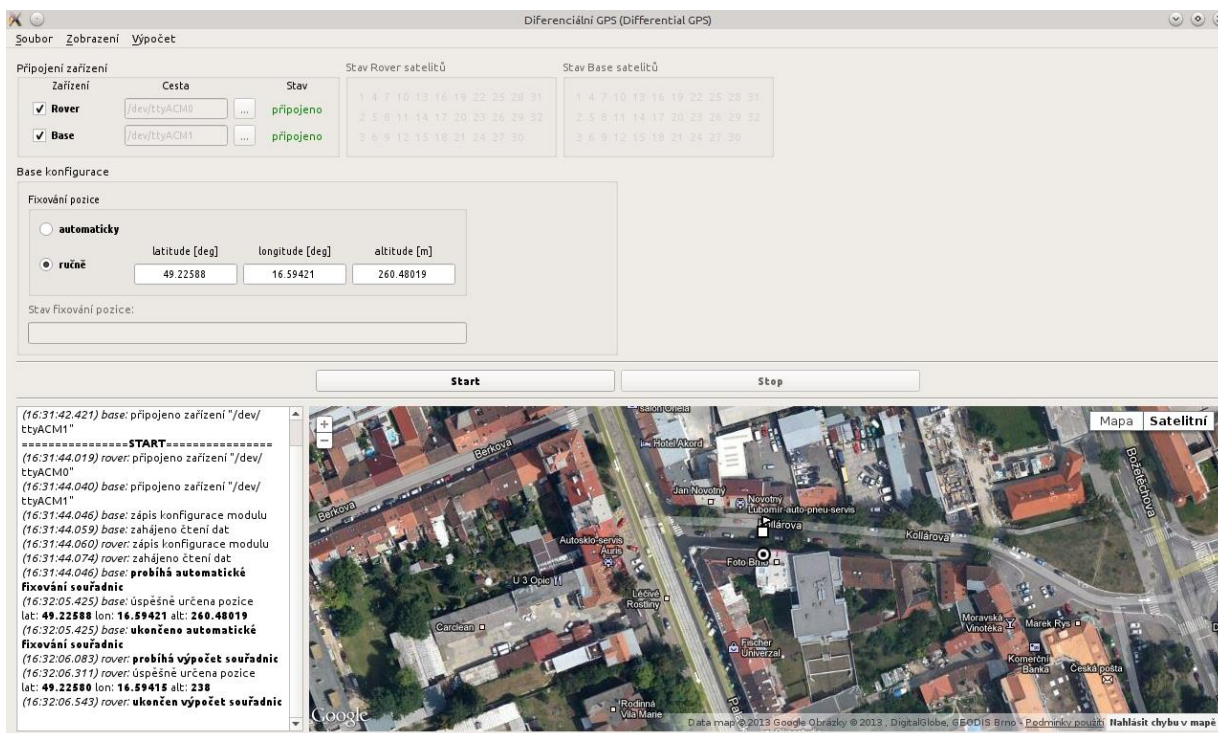 Diferenciální GPS (Differential GPS)
Soubor Zobrazení Výpočet
Připojení zařízení
Zařízení Cesta Stav
Rover /dev/ttyACM0 ... připojeno
Base /dev/ttyACM1 ... připojeno
Stav Rover satelitů
1 4 7 10 13 16 19 22 25 28 31
2 5 8 11 14 17 20 23 26 29 32
3 6 9 12 15 18 21 24 27 30
Stav Base satelitů
1 4 7 10 13 16 19 22 25 28 31
2 5 8 11 14 17 20 23 26 29 32
3 6 9 12 15 18 21 24 27 30
Base konfigurace
Fixování pozice
automaticky
latitude [deg] longitude [deg] altitude [m]
ručně 49.22588 16.59421 260.48019
Stav fixování pozice:
Start Stop
(16:31:42.421) base: připojeno zařízení "/dev/
ttyACM1"
================START================
(16:31:44.019) rover: připojeno zařízení "/dev/
ttyACM0"
(16:31:44.040) base: připojeno zařízení "/dev/
ttyACM1"
(16:31:44.046) base: zápis konfigurace modulu
(16:31:44.059) base: zahájeno čtení dat
(16:31:44.060) rover: zápis konfigurace modulu
(16:31:44.074) rover: zahájeno čtení dat
(16:31:44.046) base: probíhá automatické
fixování souřadnic
(16:32:05.425) base: úspěšně určena pozice
lat: 49.22588 lon: 16.59421 alt: 260.48019
(16:32:05.425) base: ukončeno automatické
fixování souřadnic
(16:32:06.083) rover: probíhá výpočet souřadnic
(16:32:06.311) rover: úspěšně určena pozice
lat: 49.22580 lon: 16.59415 alt: 238
(16:32:06.543) rover: ukončen výpočet souřadnic
+
-
Mapa Satelitní
salon Ofiela
Hotel Akord
Berkova
Berkova
Božetěchova
Jan Novotný
Novotný
Lubomír-auto-pneu-servis
Kollárova
Kollárova
Autosklo-servis
Auris
Foto Brno
U 3 Opic
Léčivé
Rostliny
Carclean
Moravská
Vinotéka
Marek Rys
Fischer
Univerzal
Komerční
Banka
Česká pošta
Rodinná
Vila Marie
Google
Data map ©2013 Google Obrázky ©2013 , DigitalGlobe, GEODIS Brno - Podmínky použití Nahlásit chybu v mapě